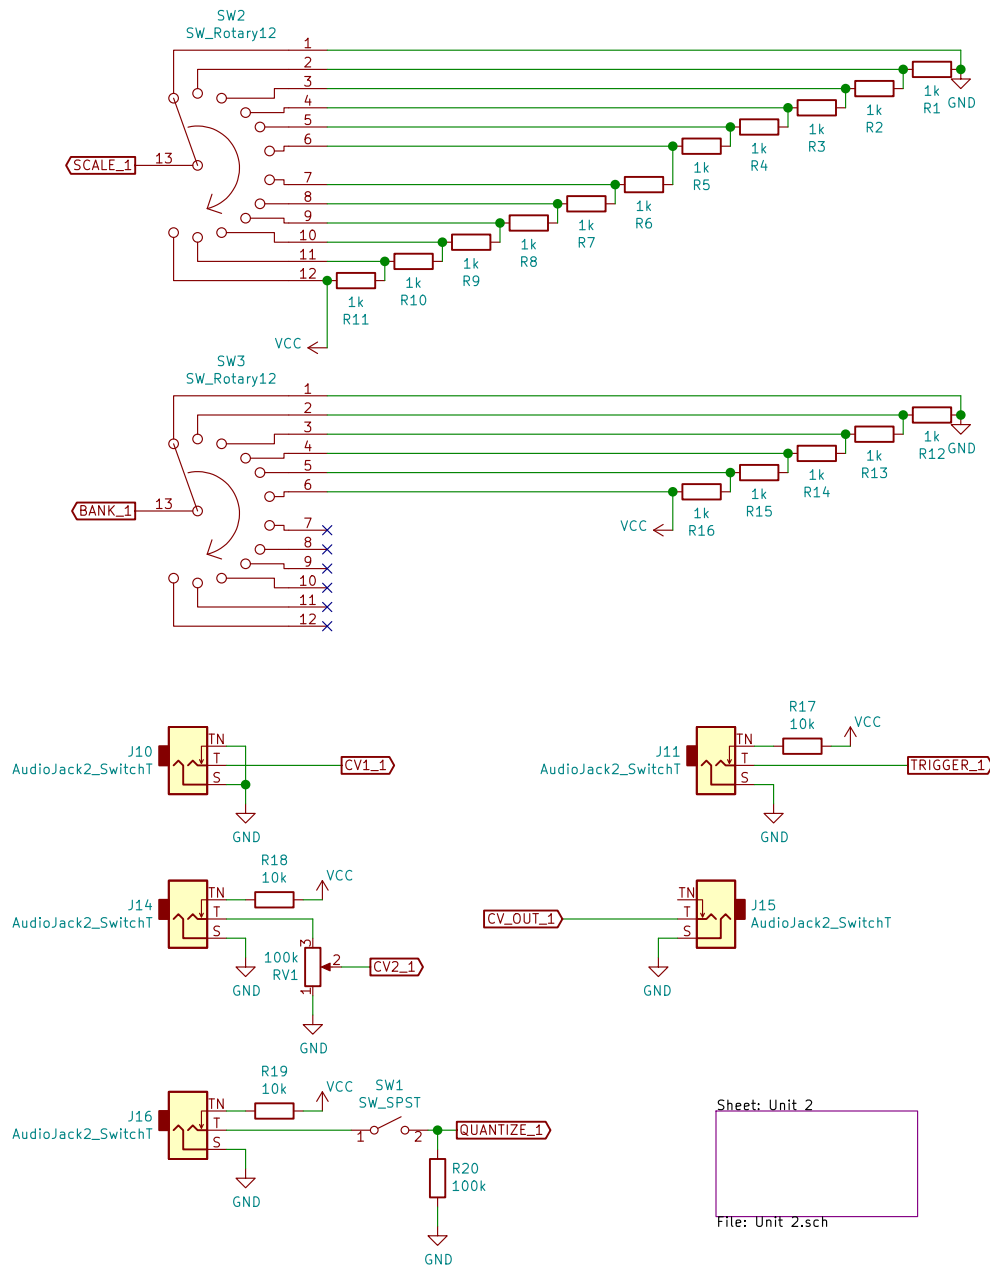 SW2
SW_Rotary12
1
2
3
4
5
6
7
8
9
10
11
12
SCALE_1
13
1k
R1
GND
1k
R2
1k
R3
1k
R4
1k
R5
1k
R6
1k
R7
1k
R8
1k
R9
1k
R10
1k
R11
VCC
SW3
SW_Rotary12
1
2
3
4
5
6
7
8
9
10
11
12
BANK_1
13
1k
R12
GND
1k
R13
1k
R14
1k
R15
1k
R16
VCC
J10
AudioJack2_SwitchT
TN
T
S
CV1_1
GND
R17
10k
VCC
J11
AudioJack2_SwitchT
TN
T
S
TRIGGER_1
GND
R18
10k
VCC
J14
AudioJack2_SwitchT
TN
T
S
GND
100k
RV1
3
2
1
CV2_1
GND
CV_OUT_1
TN
T
S
J15
AudioJack2_SwitchT
GND
R19
10k
VCC
J16
AudioJack2_SwitchT
TN
T
S
GND
SW1
SW_SPST
1
2
QUANTIZE_1
R20
100k
GND
Sheet: Unit 2
File: Unit 2.sch